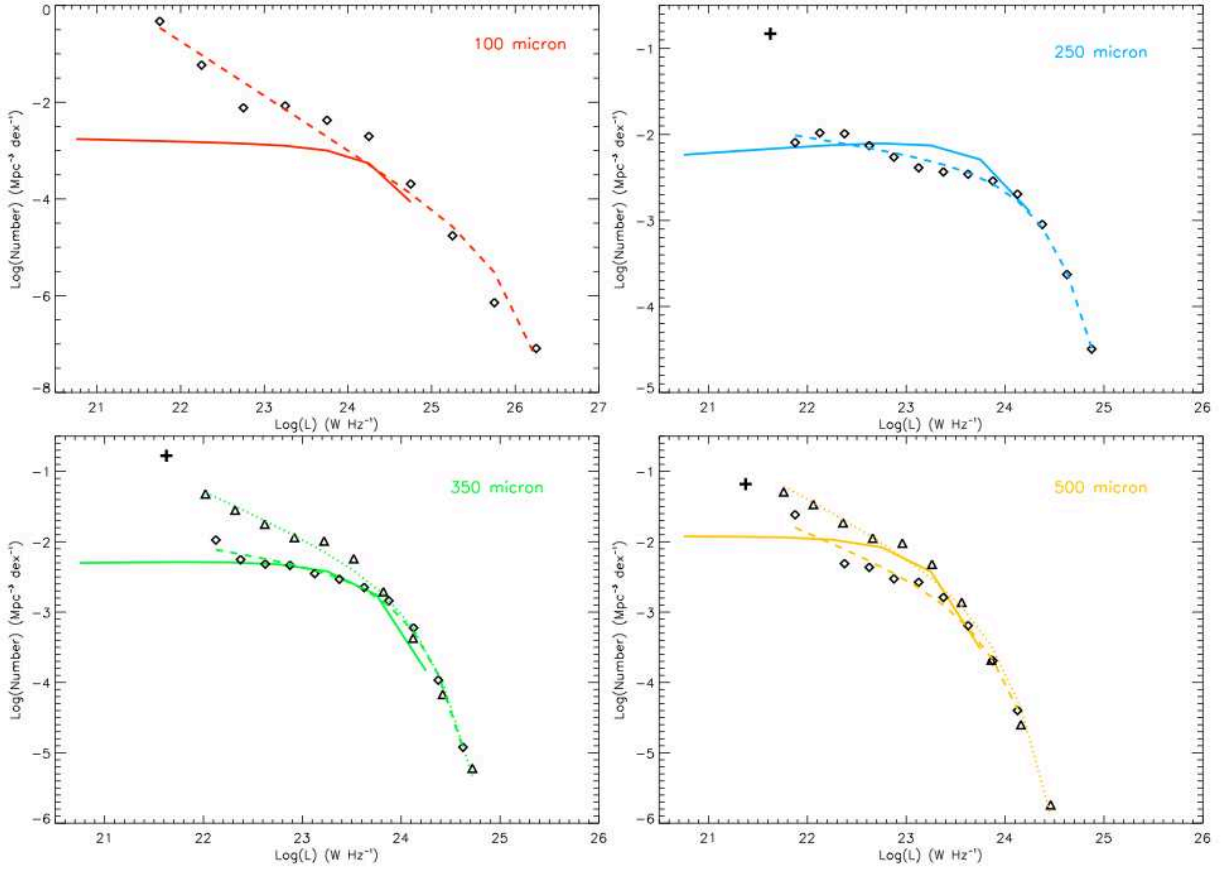 100 micron
0
−2
−4
−6
−8
Log(Number) (Mpc⁻³ dex⁻¹)
21 22 23 24 25 26 27
Log(L) (W Hz⁻¹)
250 micron
−1
−2
−3
−4
−5
Log(Number) (Mpc⁻³ dex⁻¹)
21 22 23 24 25 26
Log(L) (W Hz⁻¹)
350 micron
−1
−2
−3
−4
−5
−6
Log(Number) (Mpc⁻³ dex⁻¹)
21 22 23 24 25 26
Log(L) (W Hz⁻¹)
500 micron
−1
−2
−3
−4
−5
−6
Log(Number) (Mpc⁻³ dex⁻¹)
21 22 23 24 25 26
Log(L) (W Hz⁻¹)